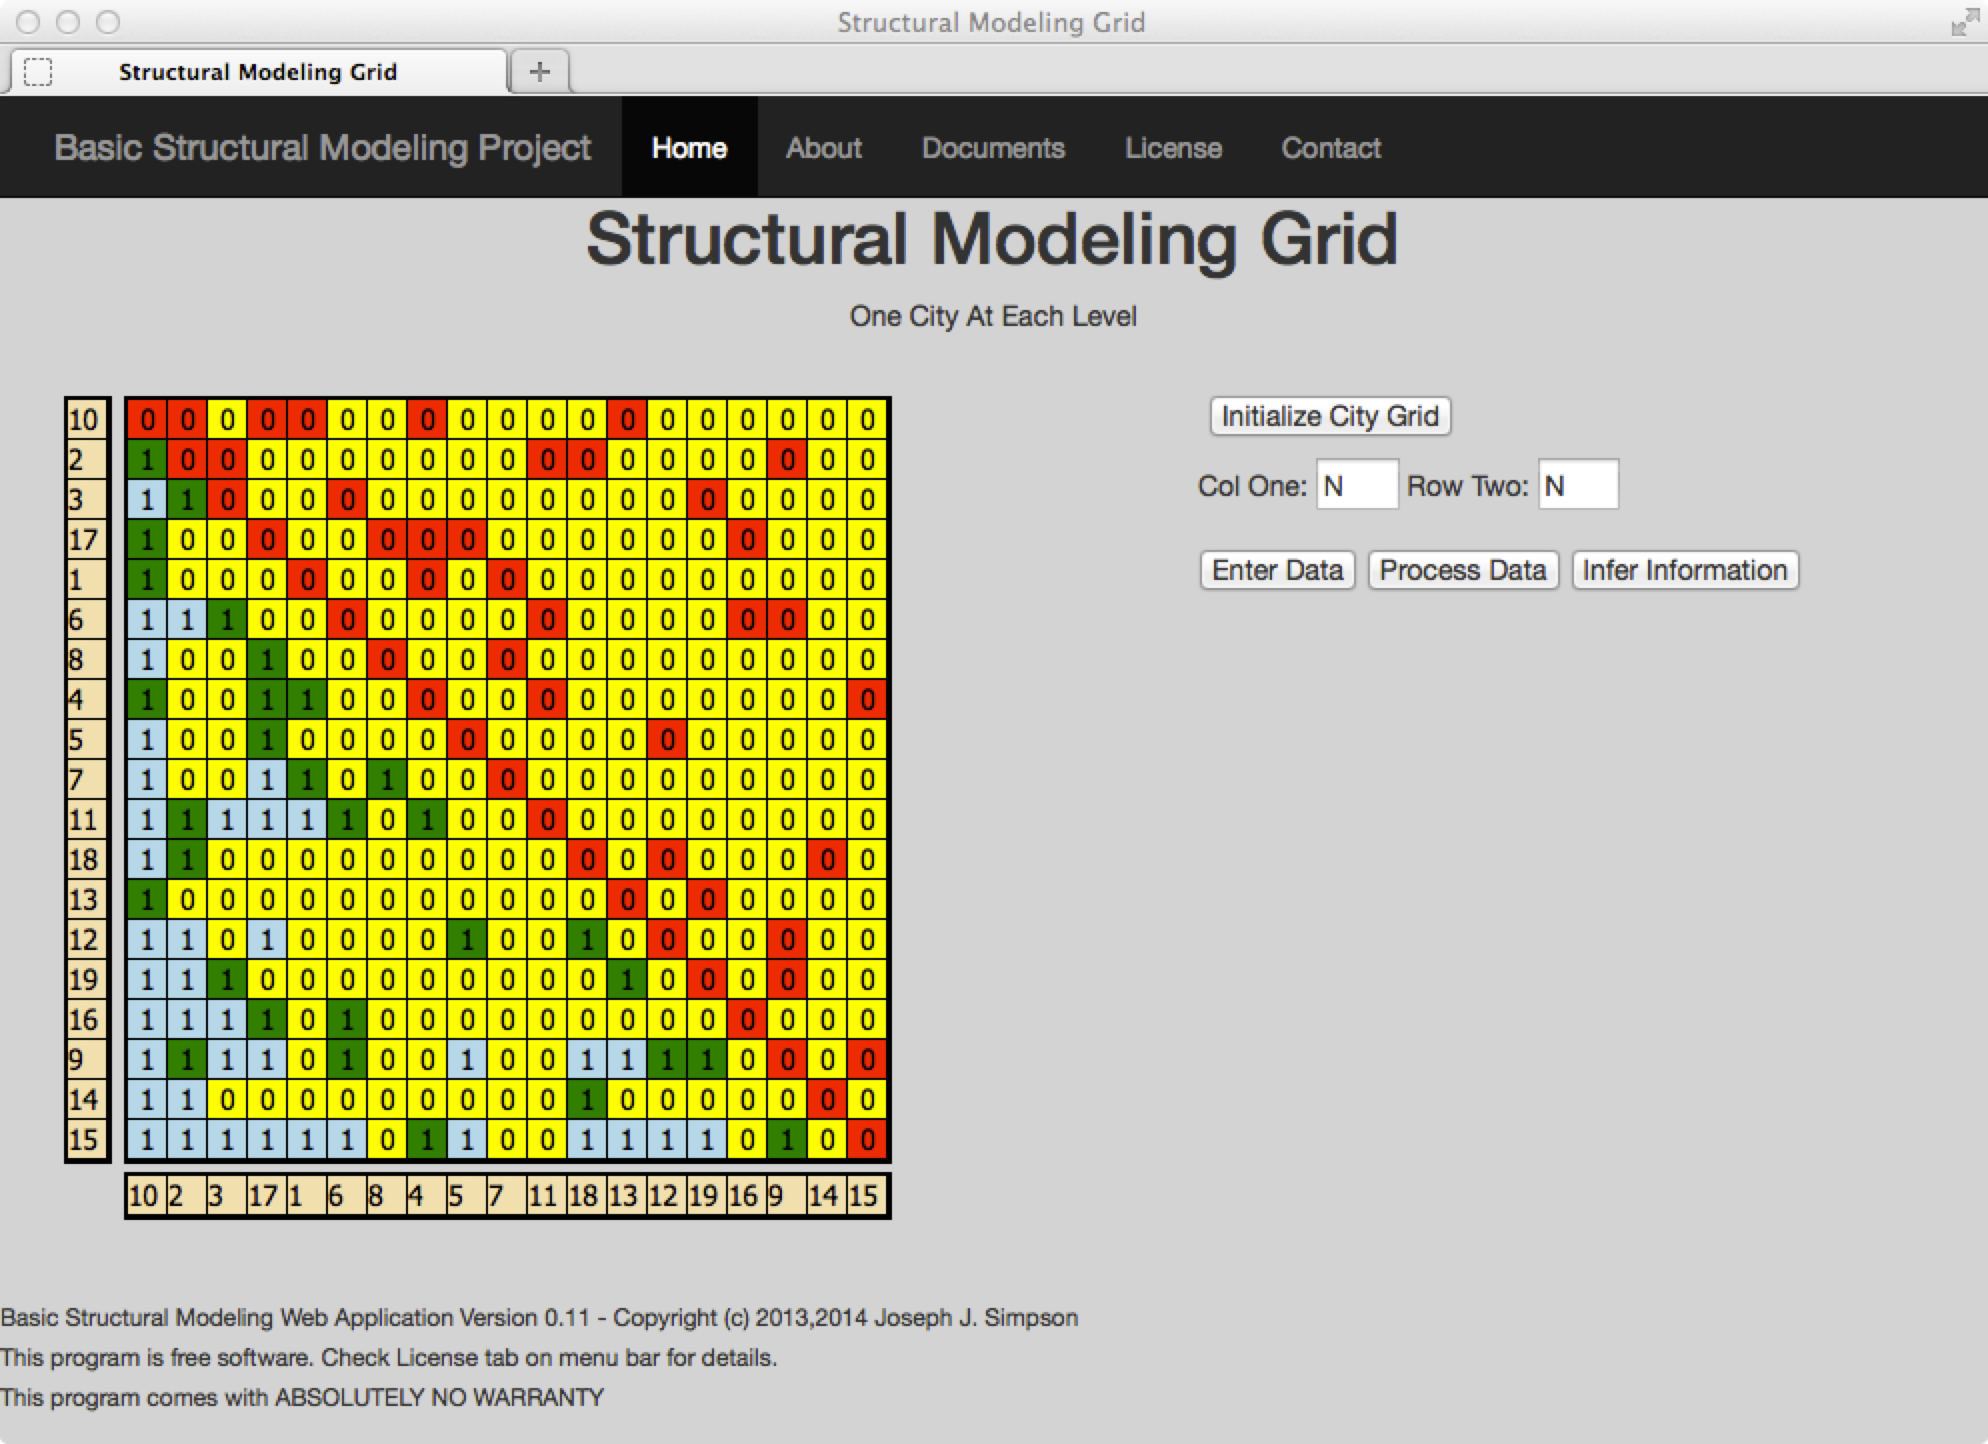 Structural Modeling Grid
Structural Modeling Grid
Basic Structural Modeling Project Home About Documents License Contact
Structural Modeling Grid
One City At Each Level
Initialize City Grid
Col One: N Row Two: N
Enter Data Process Data Infer Information
10 0 0 0 0 0 0 0 0 0 0 0 0 0 0 0 0 0 0 0
2 1 0 0 0 0 0 0 0 0 0 0 0 0 0 0 0 0 0 0
3 1 1 0 0 0 0 0 0 0 0 0 0 0 0 0 0 0 0 0
17 1 0 0 0 0 0 0 0 0 0 0 0 0 0 0 0 0 0 0
1 1 0 0 0 0 0 0 0 0 0 0 0 0 0 0 0 0 0 0
6 1 1 1 0 0 0 0 0 0 0 0 0 0 0 0 0 0 0 0
8 1 0 0 1 0 0 0 0 0 0 0 0 0 0 0 0 0 0 0
4 1 0 0 1 1 0 0 0 0 0 0 0 0 0 0 0 0 0 0
5 1 0 0 1 0 0 0 0 0 0 0 0 0 0 0 0 0 0 0
7 1 0 0 1 1 0 1 0 0 0 0 0 0 0 0 0 0 0 0
11 1 1 1 1 1 1 0 1 0 0 0 0 0 0 0 0 0 0 0
18 1 1 0 0 0 0 0 0 0 0 0 0 0 0 0 0 0 0 0
13 1 0 0 0 0 0 0 0 0 0 0 0 0 0 0 0 0 0 0
12 1 1 0 1 0 0 0 0 1 0 0 1 0 0 0 0 0 0 0
19 1 1 1 0 0 0 0 0 0 0 0 0 1 0 0 0 0 0 0
16 1 1 1 1 0 1 0 0 0 0 0 0 0 0 0 0 0 0 0
9 1 1 1 1 0 1 0 0 1 0 0 1 1 1 1 0 0 0 0
14 1 1 0 0 0 0 0 0 0 0 0 1 0 0 0 0 0 0 0
15 1 1 1 1 1 1 0 1 1 0 0 1 1 1 1 0 1 0 0
10 2 3 17 1 6 8 4 5 7 11 18 13 12 19 16 9 14 15
Basic Structural Modeling Web Application Version 0.11 - Copyright (c) 2013,2014 Joseph J. Simpson
This program is free software. Check License tab on menu bar for details.
This program comes with ABSOLUTELY NO WARRANTY